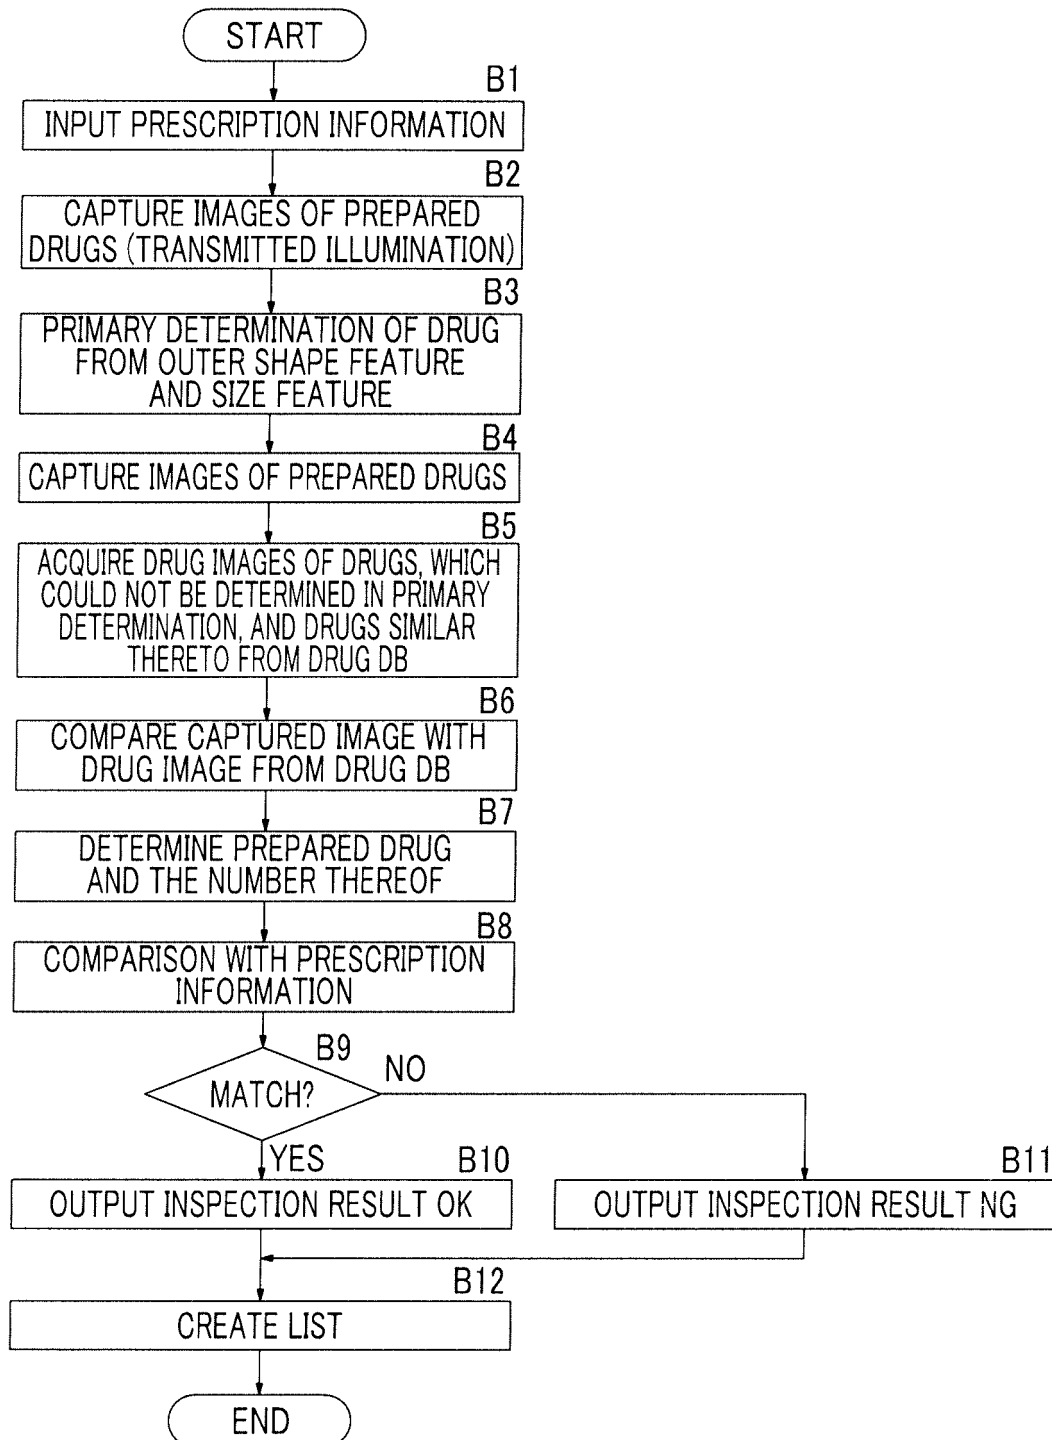 START
B1
INPUT PRESCRIPTION INFORMATION
B2
CAPTURE IMAGES OF PREPARED
DRUGS (TRANSMITTED ILLUMINATION)
B3
PRIMARY DETERMINATION OF DRUG
FROM OUTER SHAPE FEATURE
AND SIZE FEATURE
B4
CAPTURE IMAGES OF PREPARED DRUGS
B5
ACQUIRE DRUG IMAGES OF DRUGS, WHICH
COULD NOT BE DETERMINED IN PRIMARY
DETERMINATION, AND DRUGS SIMILAR
THERETO FROM DRUG DB
B6
COMPARE CAPTURED IMAGE WITH
DRUG IMAGE FROM DRUG DB
B7
DETERMINE PREPARED DRUG
AND THE NUMBER THEREOF
B8
COMPARISON WITH PRESCRIPTION
INFORMATION
B9
MATCH?
NO
YES
B10
OUTPUT INSPECTION RESULT OK
B11
OUTPUT INSPECTION RESULT NG
B12
CREATE LIST
END